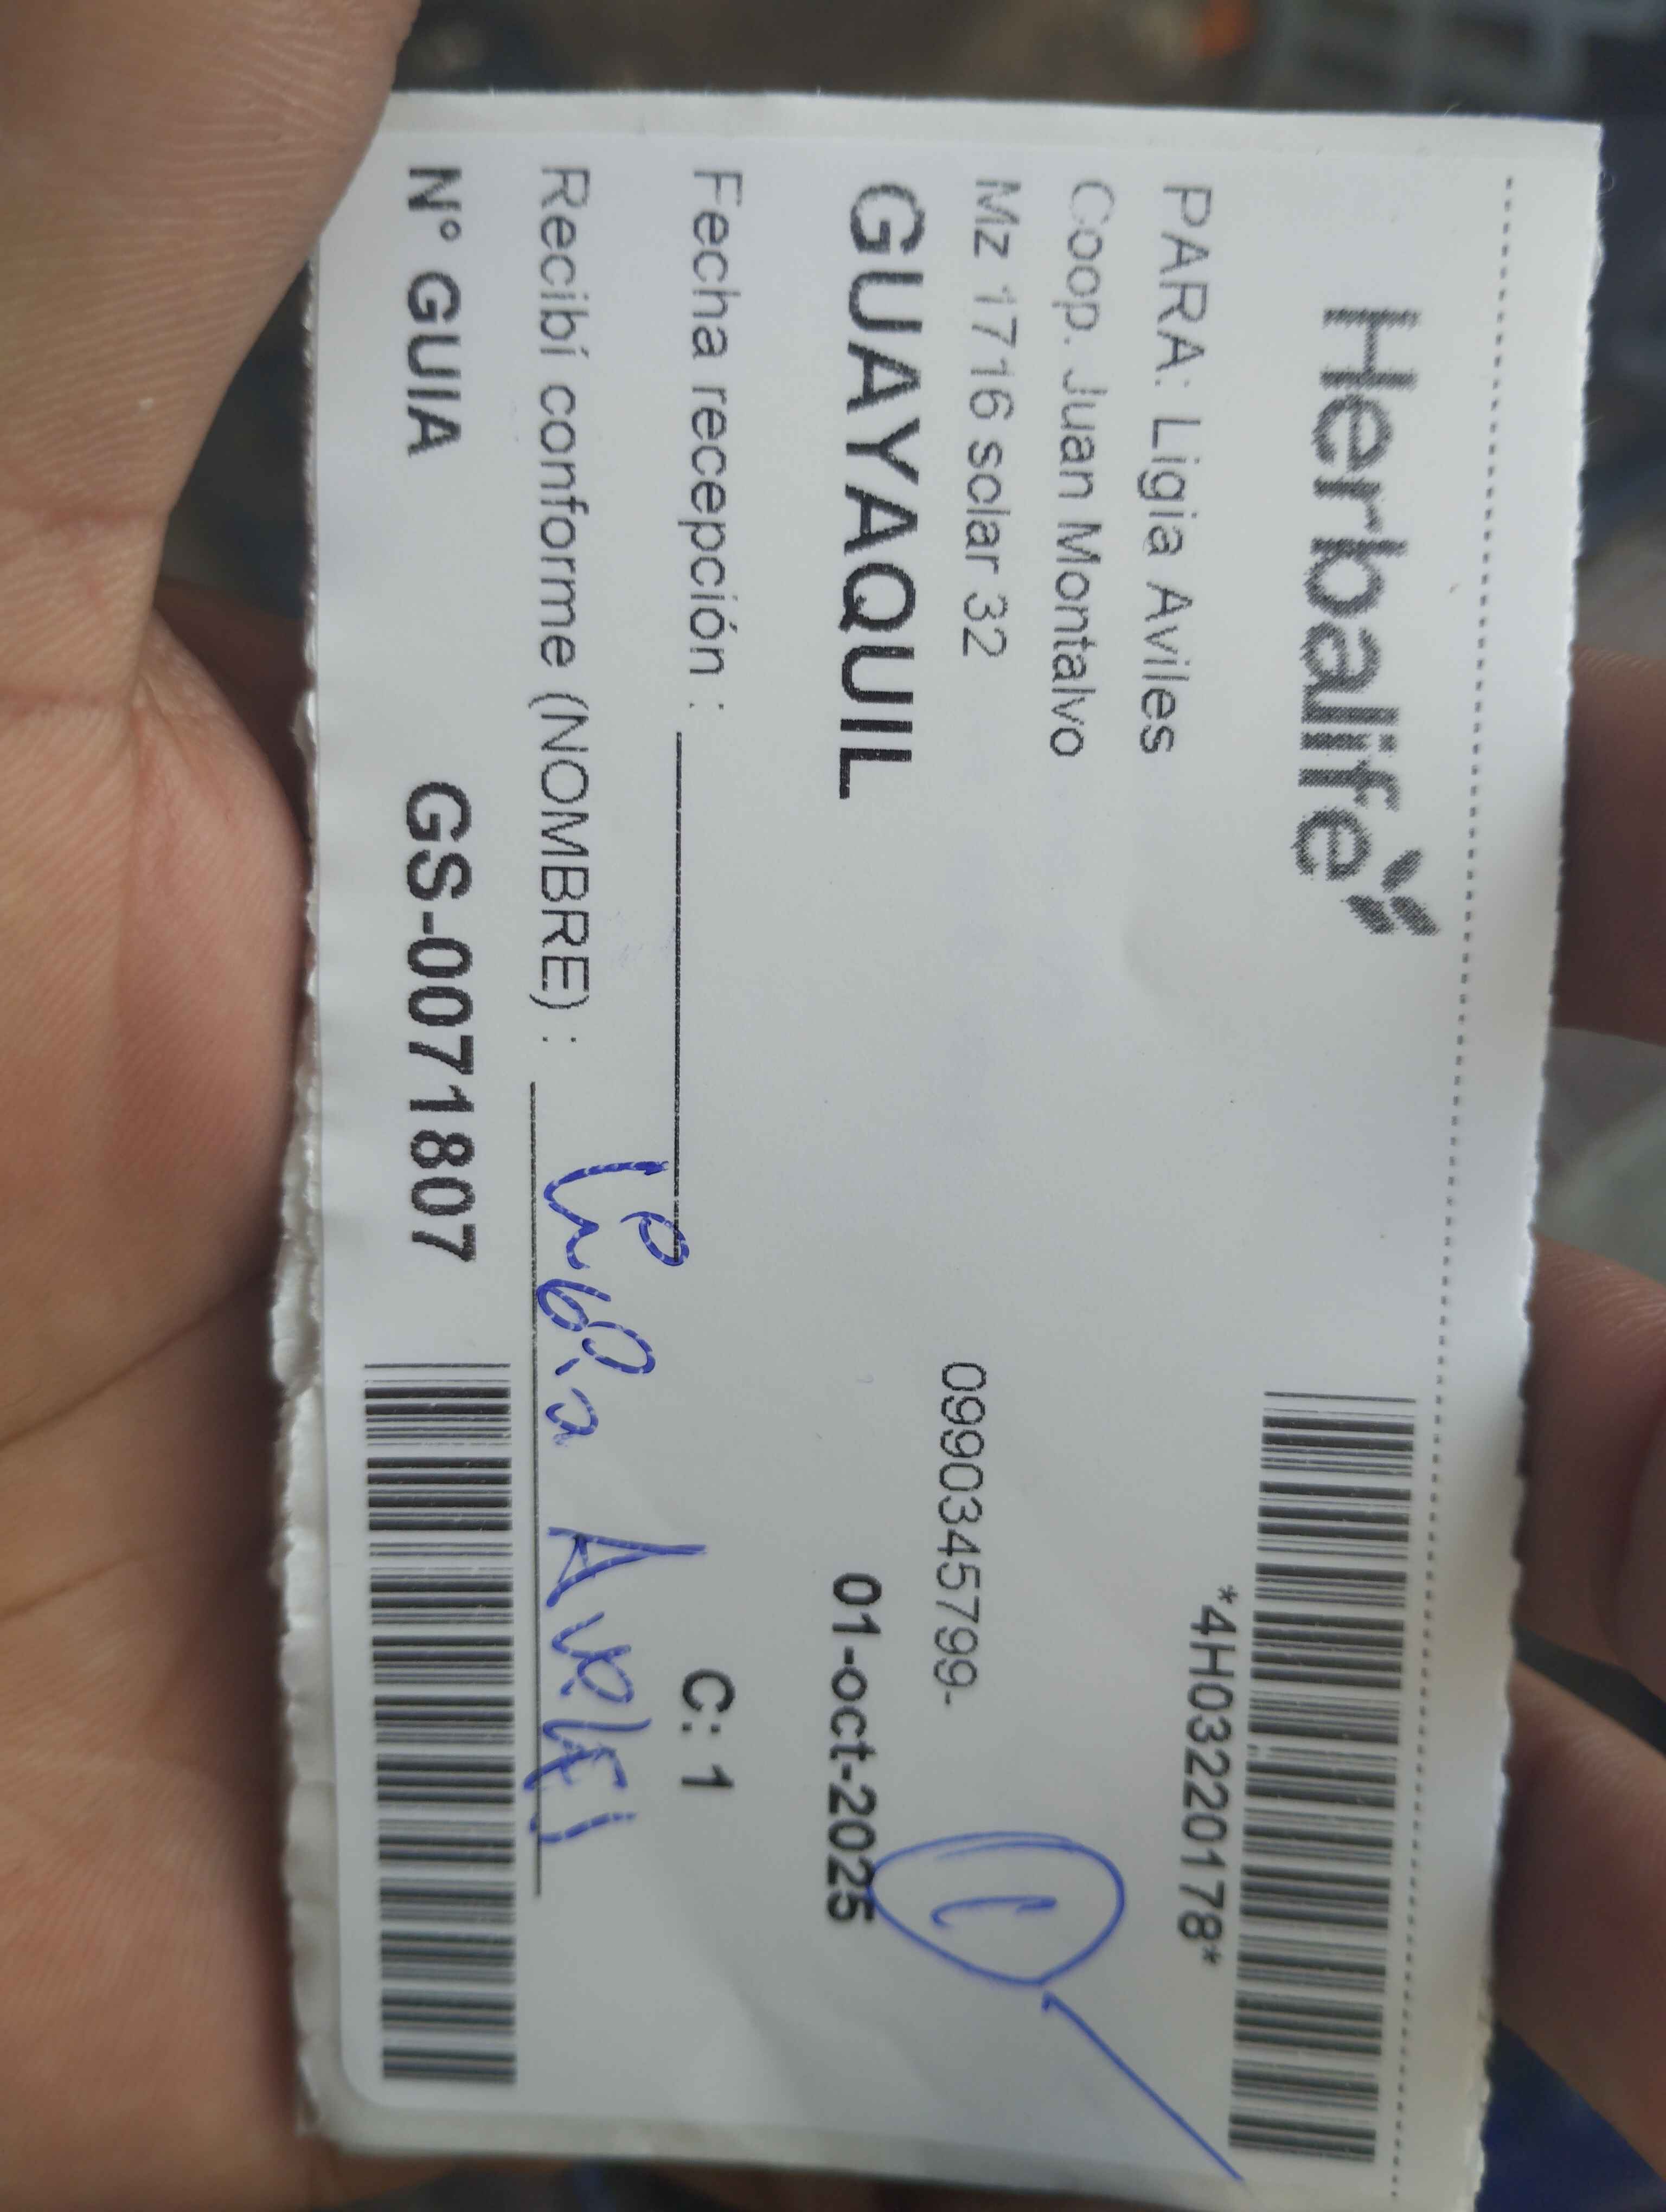 Herbalife
*4H03220178*
PARA: Ligia Aviles
Coop. Juan Montalvo
Mz 1716 solar 32
0990345799-
GUAYAQUIL
01-oct-2025
Fecha recepción :
C: 1
Recibí conforme (NOMBRE) :
N° GUIA GS-0071807